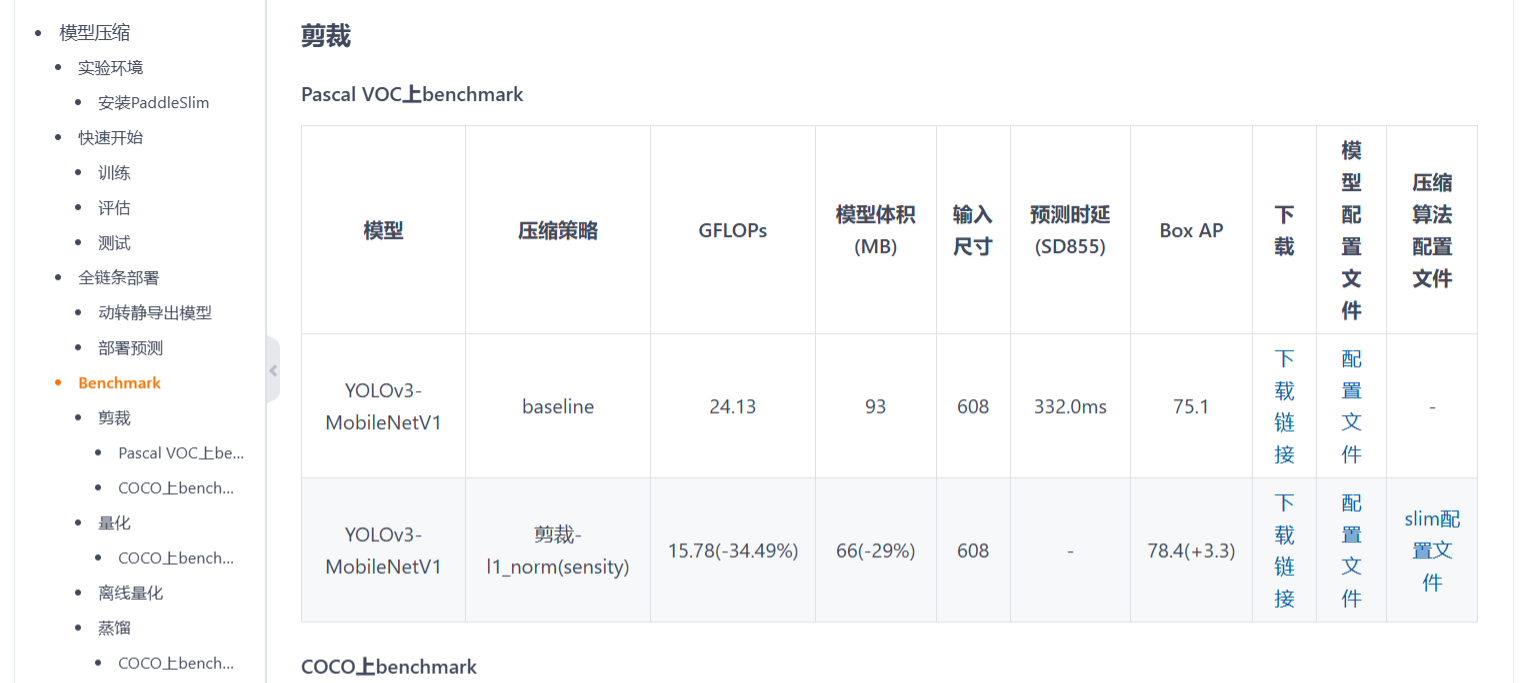 模型压缩
实验环境
安装PaddleSlim
快速开始
训练
评估
测试
全链条部署
动转静导出模型
部署预测
Benchmark
剪裁
Pascal VOC上be...
COCO上bench...
量化
COCO上bench...
离线量化
蒸馏
COCO上bench...
剪裁
Pascal VOC上benchmark
模型
压缩策略
GFLOPs
模型体积
(MB)
输入
尺寸
预测时延
(SD855)
Box AP
下
载
模
型
配
置
文
件
压缩
算法
配置
文件
YOLOv3-
MobileNetV1
baseline
24.13
93
608
332.0ms
75.1
下
载
链
接
配
置
文
件
-
YOLOv3-
MobileNetV1
剪裁-
l1_norm(sensity)
15.78(-34.49%)
66(-29%)
608
-
78.4(+3.3)
下
载
链
接
配
置
文
件
slim配
置文
件
COCO上benchmark